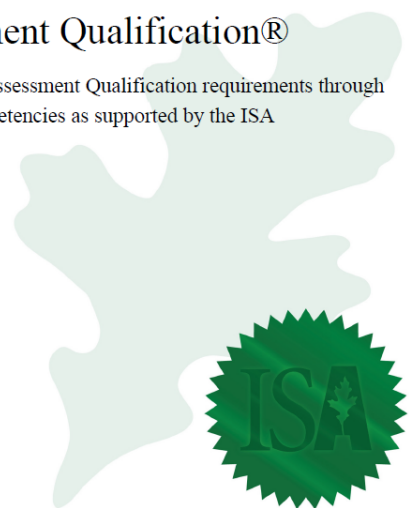 ent Qualification®
ssessment Qualification requirements through
etencies as supported by the ISA
ISA